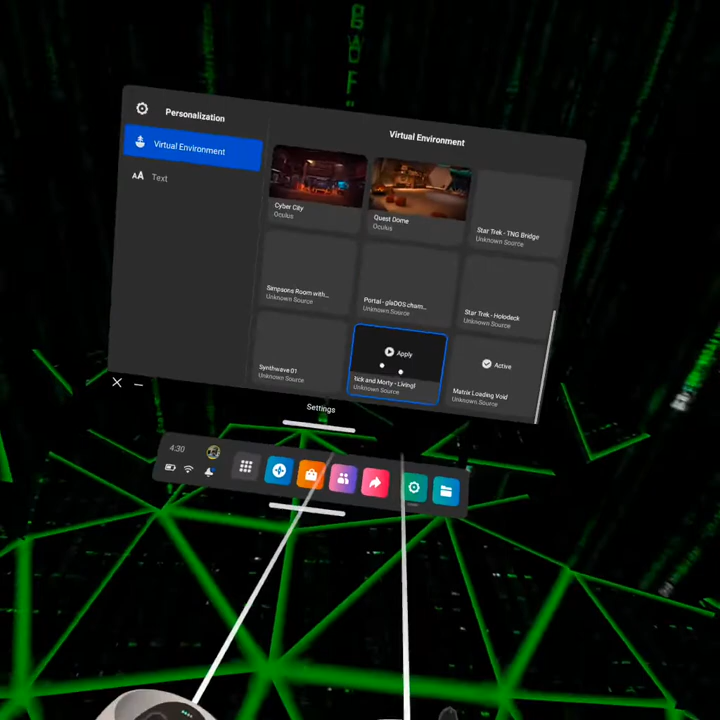 Personalization
Virtual Environment
Text
Virtual Environment
Cyber City
Oculus
Quest Dome
Oculus
Star Trek - TNG Bridge
Unknown Source
Simpsons Room with...
Unknown Source
Portal - glaDOS cham...
Unknown Source
Star Trek - Holodeck
Unknown Source
Synthwave 01
Unknown Source
Apply
Rick and Morty - Livingl
Unknown Source
Active
Matrix Loading Void
Unknown Source
Settings
4:30